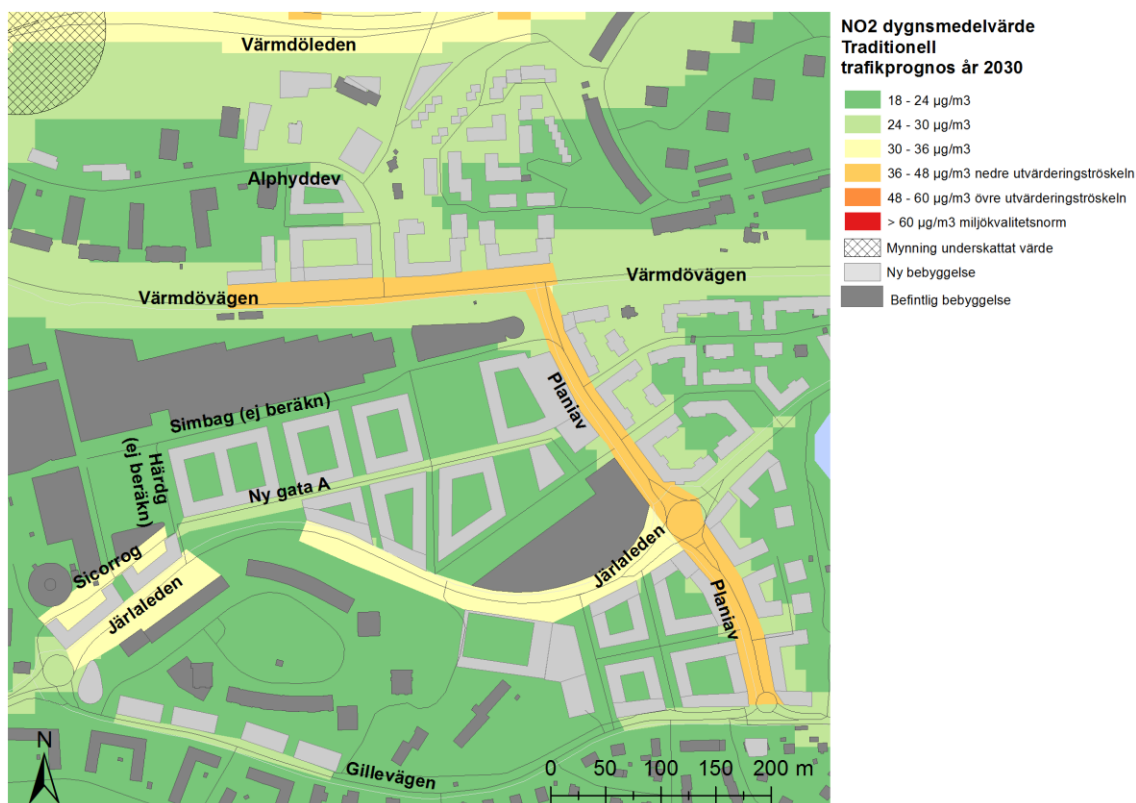 NO2 dygnsmedelvärde
Traditionell
trafikprognos år 2030
18 - 24 µg/m3
24 - 30 µg/m3
30 - 36 µg/m3
36 - 48 µg/m3 nedre utvärderingströskeln
48 - 60 µg/m3 övre utvärderingströskeln
> 60 µg/m3 miljökvalitetsnorm
Mynning underskattat värde
Ny bebyggelse
Befintlig bebyggelse
Värmdöleden
Alphyddev
Värmdövägen
Värmdövägen
Planiav
Simbag (ej beräkn)
Härdg
(ej beräkn)
Ny gata A
Sicorrog
Järlaleden
Järlaleden
Planiav
Gillevägen
N
0 50 100 150 200 m